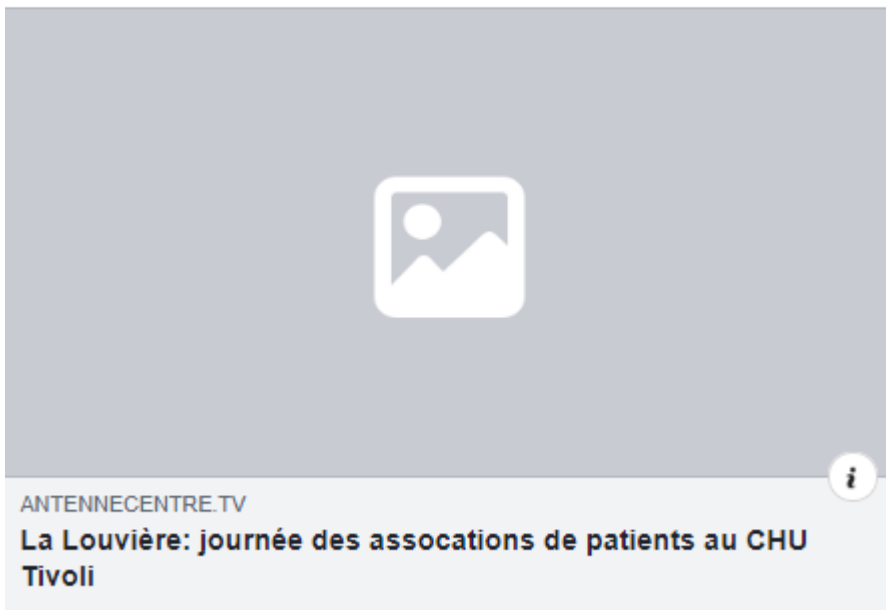 ANTENNECENTRE.TV
La Louvière: journée des assocations de patients au CHU
Tivoli
i